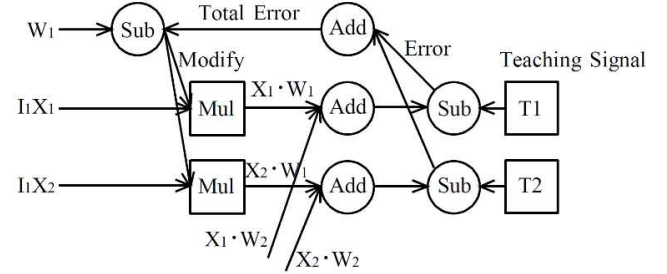 Total Error
W₁ Sub Add
Error
Modify Teaching Signal
I₁X₁ Mul X₁·W₁ Add Sub T1
I₁X₂ Mul X₂·W₁ Add Sub T2
X₁·W₂
X₂·W₂